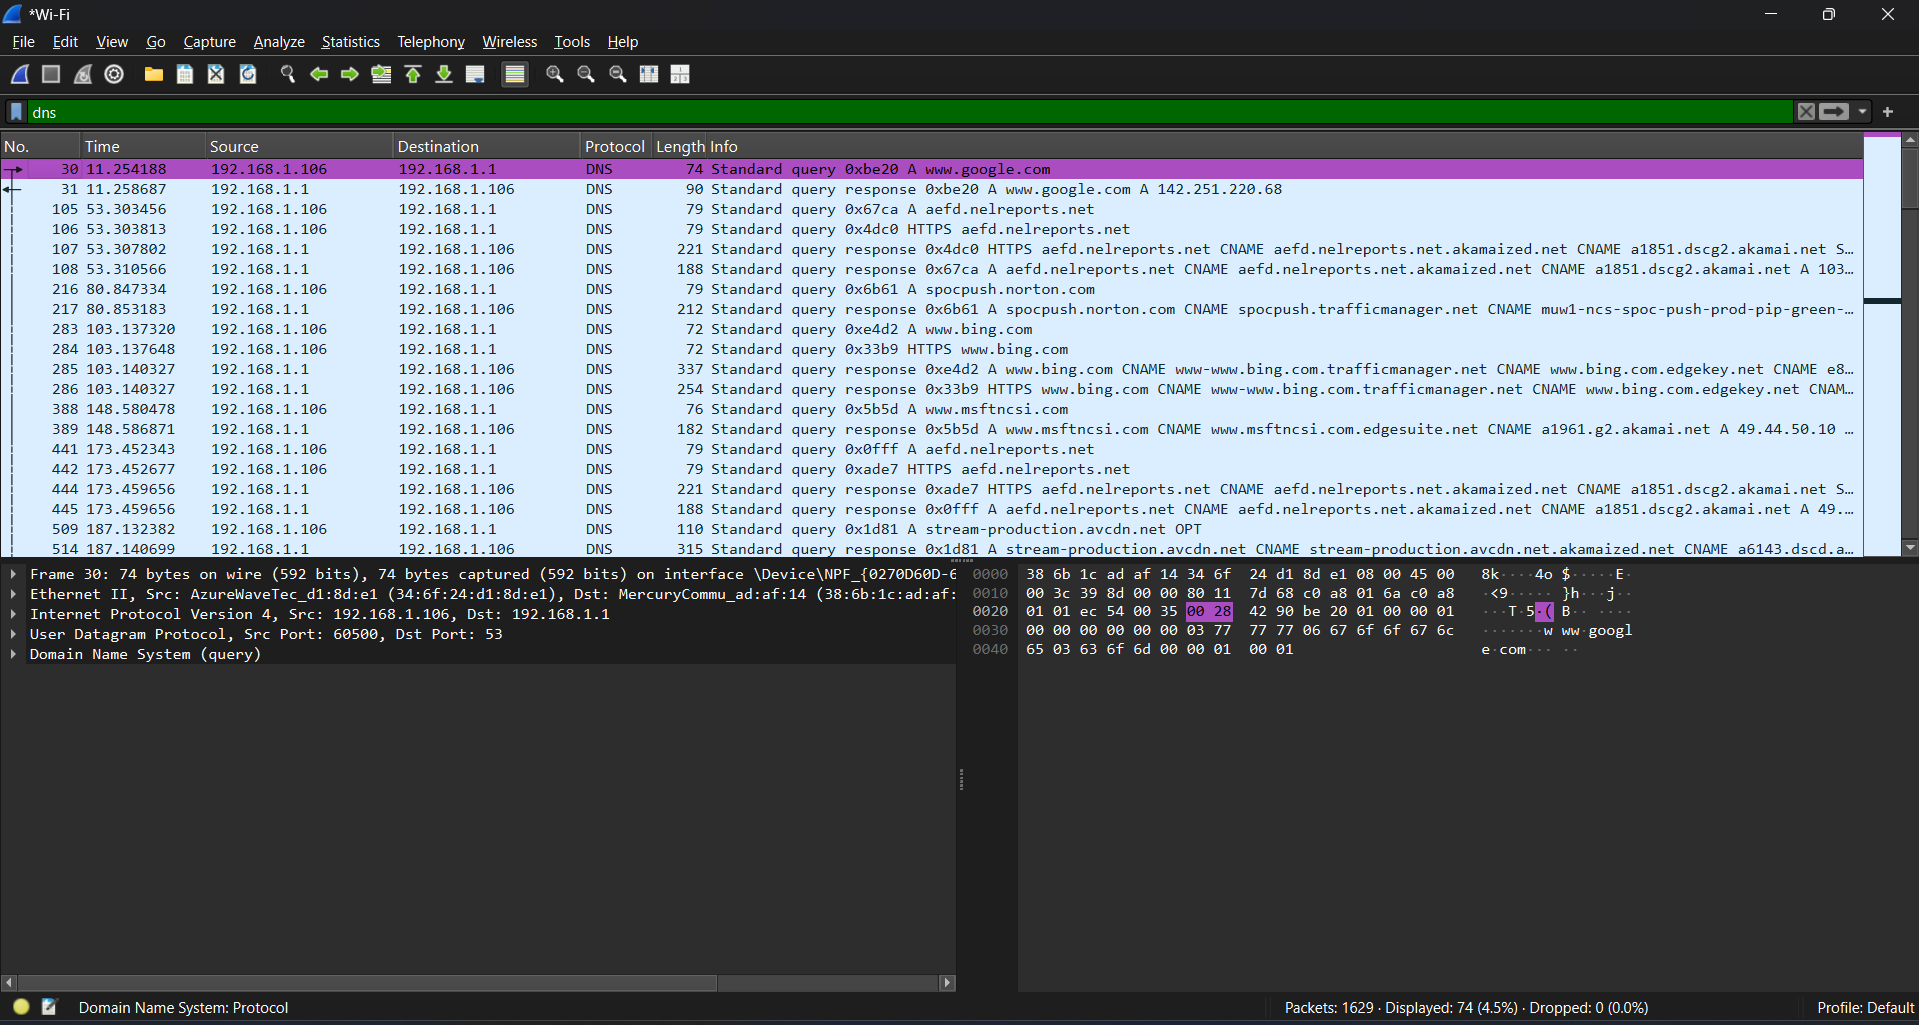 *Wi-Fi
File Edit View Go Capture Analyze Statistics Telephony Wireless Tools Help
dns
No. Time Source Destination Protocol Length Info
30 11.254188 192.168.1.106 192.168.1.1 DNS 74 Standard query 0xbe20 A www.google.com
31 11.258687 192.168.1.1 192.168.1.106 DNS 90 Standard query response 0xbe20 A www.google.com A 142.251.220.68
105 53.303456 192.168.1.106 192.168.1.1 DNS 79 Standard query 0x67ca A aefd.nelreports.net
106 53.303813 192.168.1.106 192.168.1.1 DNS 79 Standard query 0x4dc0 HTTPS aefd.nelreports.net
107 53.307802 192.168.1.1 192.168.1.106 DNS 221 Standard query response 0x4dc0 HTTPS aefd.nelreports.net CNAME aefd.nelreports.net.akamaized.net CNAME a1851.dscg2.akamai.net S…
108 53.310566 192.168.1.1 192.168.1.106 DNS 188 Standard query response 0x67ca A aefd.nelreports.net CNAME aefd.nelreports.net.akamaized.net CNAME a1851.dscg2.akamai.net A 103…
216 80.847334 192.168.1.106 192.168.1.1 DNS 79 Standard query 0x6b61 A spocpush.norton.com
217 80.853183 192.168.1.1 192.168.1.106 DNS 212 Standard query response 0x6b61 A spocpush.norton.com CNAME spocpush.trafficmanager.net CNAME muw1-ncs-spoc-push-prod-pip-green-…
283 103.137320 192.168.1.106 192.168.1.1 DNS 72 Standard query 0xe4d2 A www.bing.com
284 103.137648 192.168.1.106 192.168.1.1 DNS 72 Standard query 0x33b9 HTTPS www.bing.com
285 103.140327 192.168.1.1 192.168.1.106 DNS 337 Standard query response 0xe4d2 A www.bing.com CNAME www-www.bing.com.trafficmanager.net CNAME www.bing.com.edgekey.net CNAME e8…
286 103.140327 192.168.1.1 192.168.1.106 DNS 254 Standard query response 0x33b9 HTTPS www.bing.com CNAME www-www.bing.com.trafficmanager.net CNAME www.bing.com.edgekey.net CNAM…
388 148.580478 192.168.1.106 192.168.1.1 DNS 76 Standard query 0x5b5d A www.msftncsi.com
389 148.586871 192.168.1.1 192.168.1.106 DNS 182 Standard query response 0x5b5d A www.msftncsi.com CNAME www.msftncsi.com.edgesuite.net CNAME a1961.g2.akamai.net A 49.44.50.10 …
441 173.452343 192.168.1.106 192.168.1.1 DNS 79 Standard query 0x0fff A aefd.nelreports.net
442 173.452677 192.168.1.106 192.168.1.1 DNS 79 Standard query 0xade7 HTTPS aefd.nelreports.net
444 173.459656 192.168.1.1 192.168.1.106 DNS 221 Standard query response 0xade7 HTTPS aefd.nelreports.net CNAME aefd.nelreports.net.akamaized.net CNAME a1851.dscg2.akamai.net S…
445 173.459656 192.168.1.1 192.168.1.106 DNS 188 Standard query response 0x0fff A aefd.nelreports.net CNAME aefd.nelreports.net.akamaized.net CNAME a1851.dscg2.akamai.net A 49.…
509 187.132382 192.168.1.106 192.168.1.1 DNS 110 Standard query 0x1d81 A stream-production.avcdn.net OPT
514 187.140699 192.168.1.1 192.168.1.106 DNS 315 Standard query response 0x1d81 A stream-production.avcdn.net CNAME stream-production.avcdn.net.akamaized.net CNAME a6143.dscd.a…
Frame 30: 74 bytes on wire (592 bits), 74 bytes captured (592 bits) on interface \Device\NPF_{0270D60D-6
Ethernet II, Src: AzureWaveTec_d1:8d:e1 (34:6f:24:d1:8d:e1), Dst: MercuryCommu_ad:af:14 (38:6b:1c:ad:af:
Internet Protocol Version 4, Src: 192.168.1.106, Dst: 192.168.1.1
User Datagram Protocol, Src Port: 60500, Dst Port: 53
Domain Name System (query)
0000 38 6b 1c ad af 14 34 6f 24 d1 8d e1 08 00 45 00 8k····4o $·····E·
0010 00 3c 39 8d 00 00 80 11 7d 68 c0 a8 01 6a c0 a8 ·<9····· }h···j··
0020 01 01 ec 54 00 35 00 28 42 90 be 20 01 00 00 01 ···T·5·( B·· ····
0030 00 00 00 00 00 00 03 77 77 77 06 67 6f 6f 67 6c ·······w ww·googl
0040 65 03 63 6f 6d 00 00 01 00 01 e·com··· ··
Domain Name System: Protocol
Packets: 1629 · Displayed: 74 (4.5%) · Dropped: 0 (0.0%)
Profile: Default